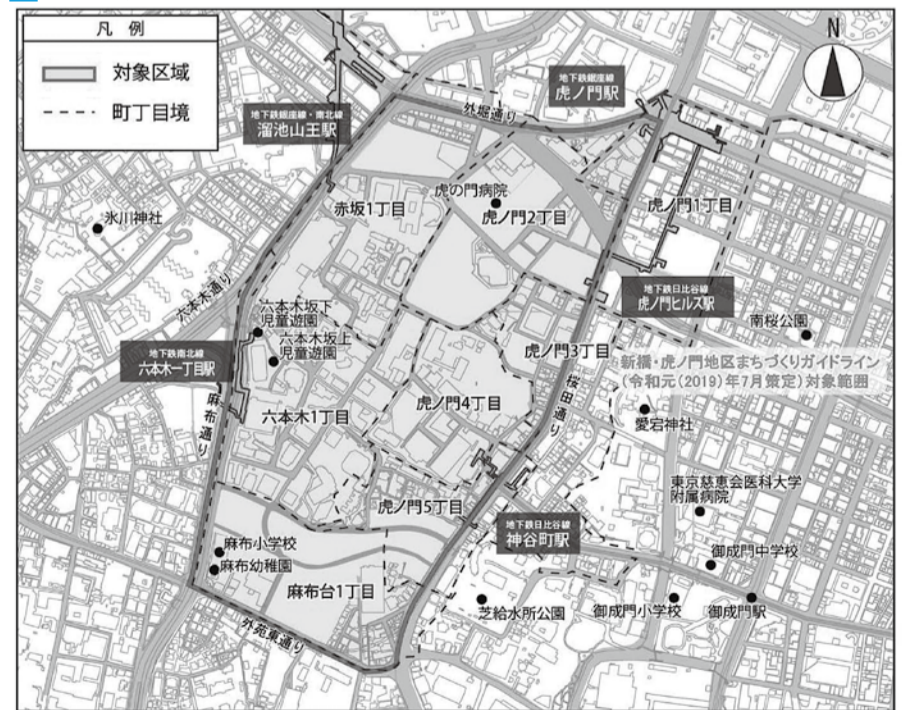 凡 例
対象区域
町丁目境
N
地下鉄銀座線
虎ノ門駅
地下鉄銀座線・南北線
溜池山王駅
外堀通り
虎の門病院
虎ノ門2丁目
赤坂1丁目
虎ノ門1丁目
氷川神社
六本木通り
地下鉄日比谷線
虎ノ門ヒルズ駅
六本木坂下
児童遊園
六本木坂上
児童遊園
南桜公園
地下鉄南北線
六本木一丁目駅
虎ノ門3丁目
新橋・虎ノ門地区まちづくりガイドライン
(令和元(2019)年7月策定)対象範囲
桜田通り
麻布通り
六本木1丁目
虎ノ門4丁目
愛宕神社
東京慈恵会医科大学
附属病院
虎ノ門5丁目
地下鉄日比谷線
神谷町駅
麻布小学校
麻布幼稚園
御成門中学校
麻布台1丁目
芝給水所公園
御成門小学校
御成門駅
外苑東通り